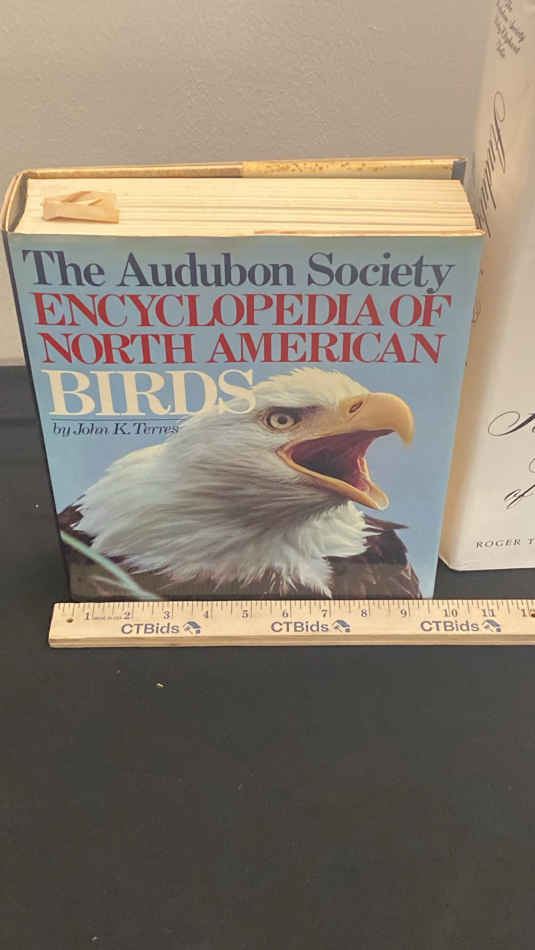 The Audubon Society
ENCYCLOPEDIA OF
NORTH AMERICAN
BIRDS
by John K. Terres
of
ROGER T
1 2 3 4 5 6 7 8 9 10 11
CTBids CTBids CTBids